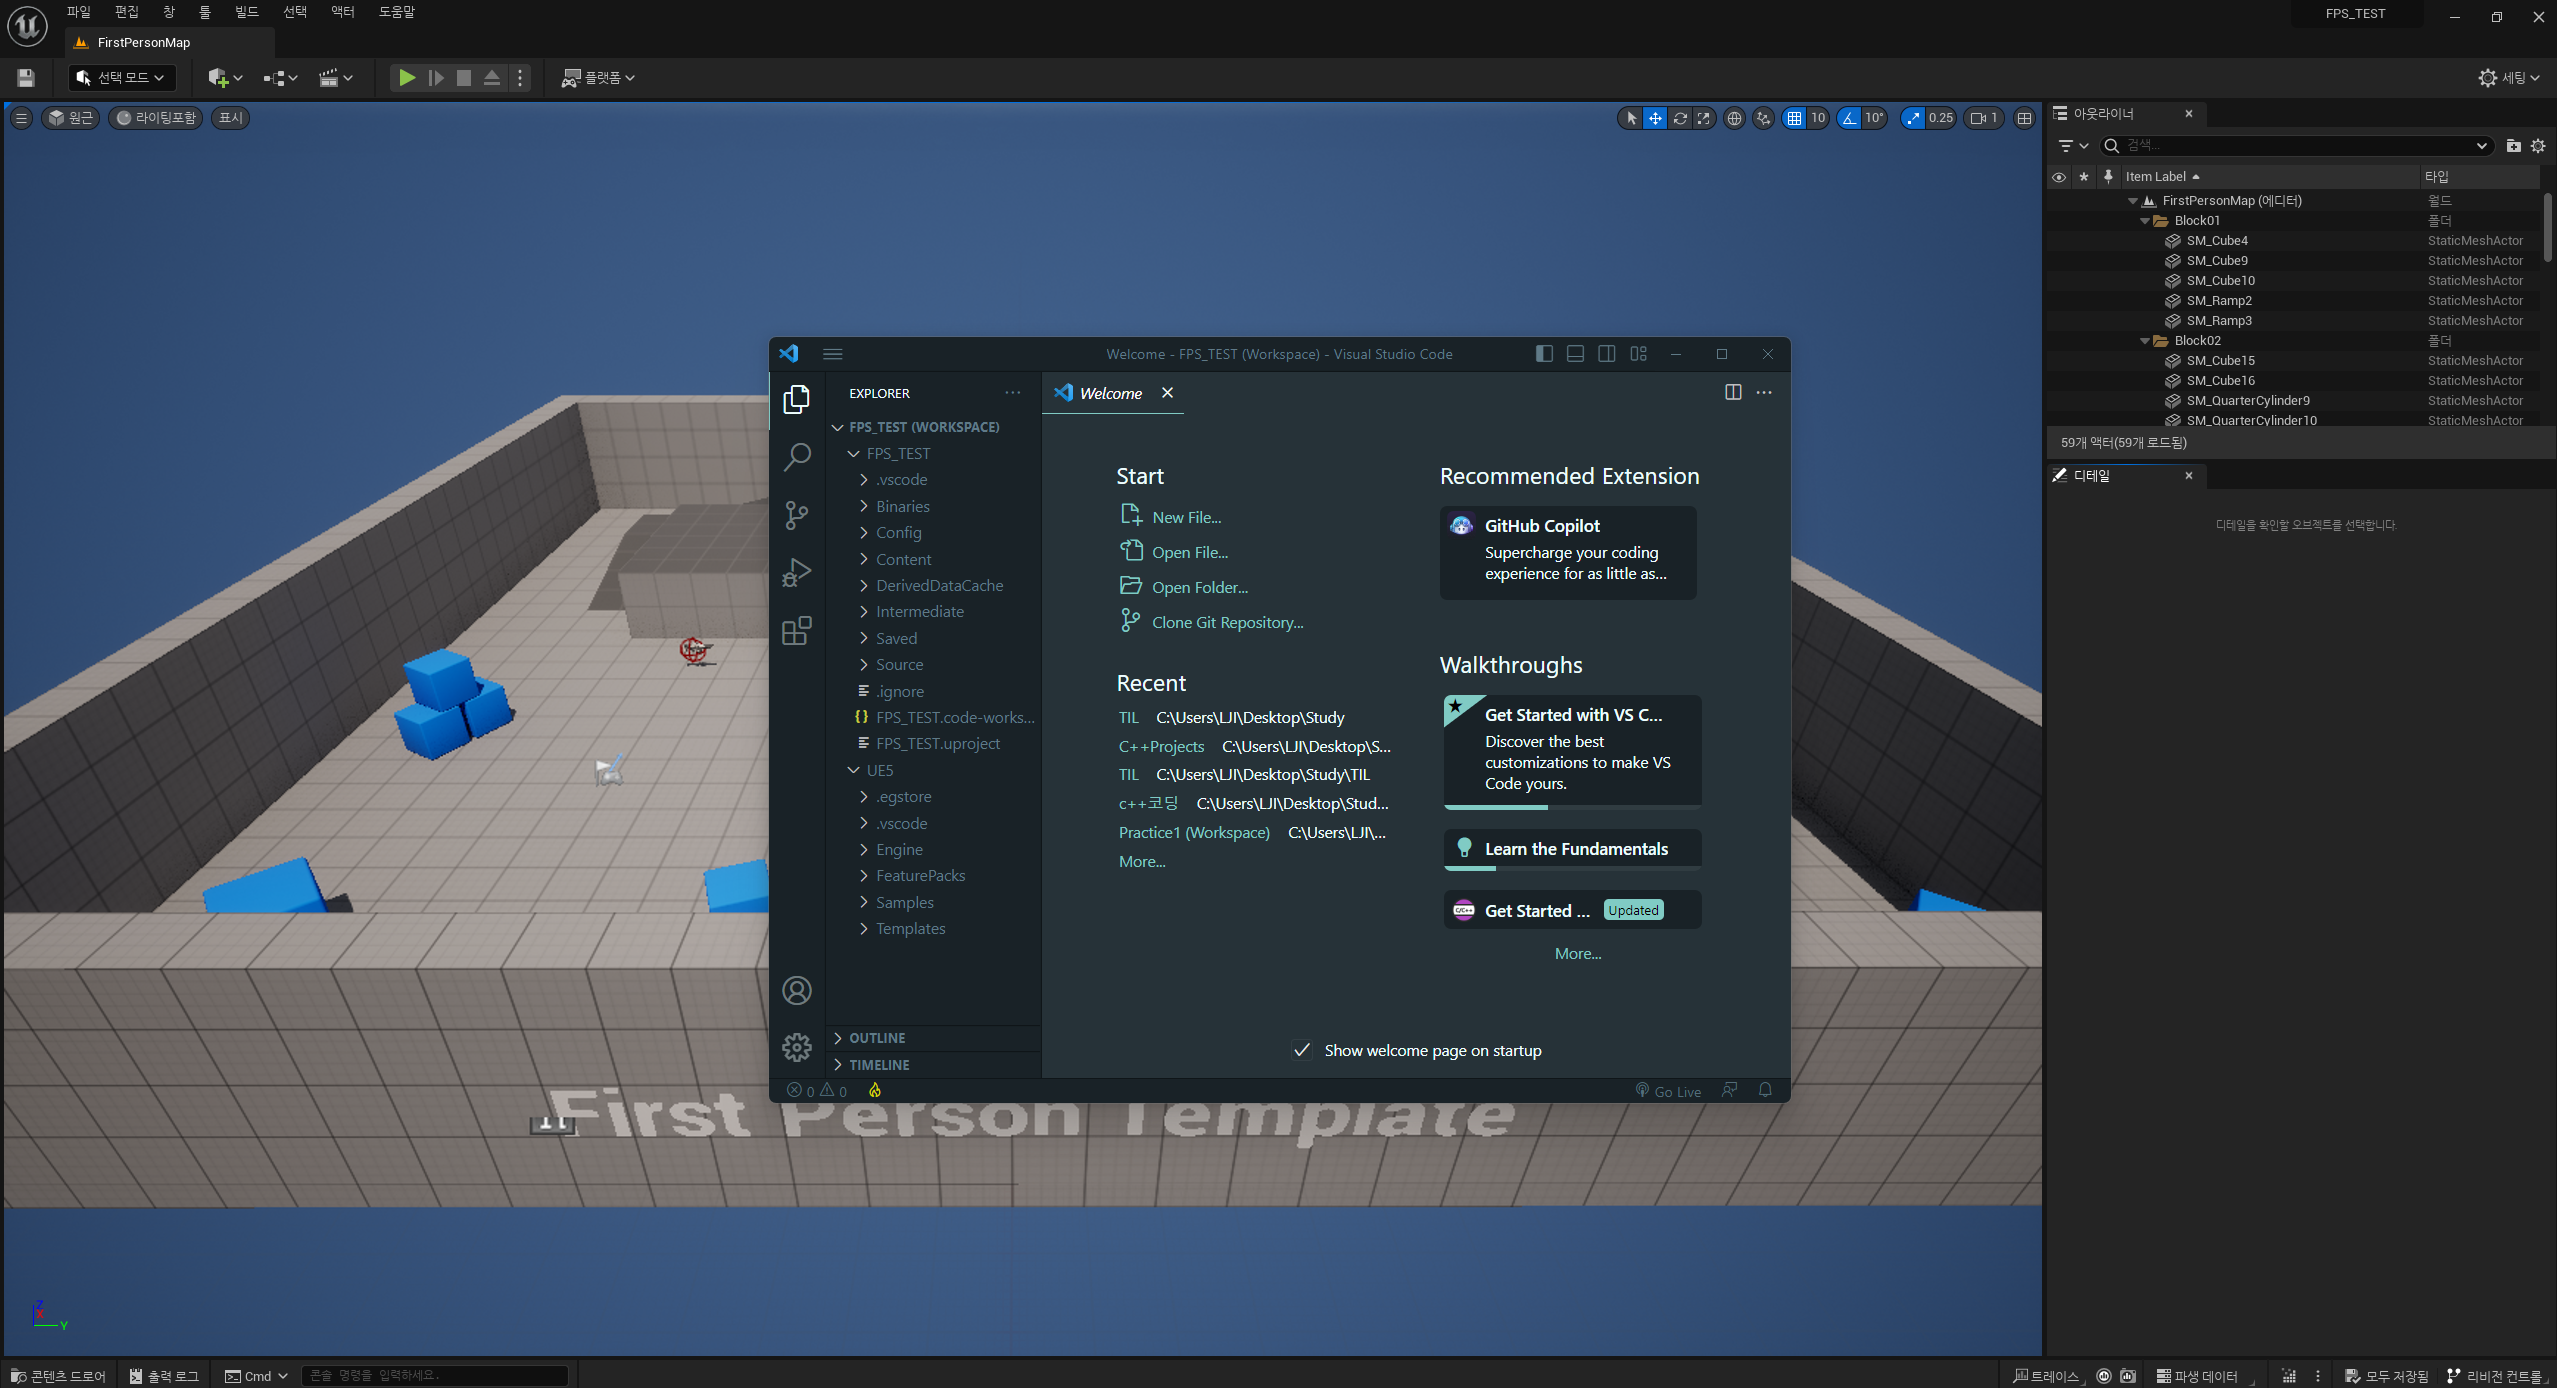 파일 편집 창 툴 빌드 선택 액터 도움말
FPS_TEST
FirstPersonMap
선택 모드
플랫폼
세팅
원근
라이팅포함
표시
10
10°
0.25
1
아웃라이너
검색...
Item Label
타입
FirstPersonMap (에디터) 월드
Block01 폴더
SM_Cube4 StaticMeshActor
SM_Cube9 StaticMeshActor
SM_Cube10 StaticMeshActor
SM_Ramp2 StaticMeshActor
SM_Ramp3 StaticMeshActor
Block02 폴더
SM_Cube15 StaticMeshActor
SM_Cube16 StaticMeshActor
SM_QuarterCylinder9 StaticMeshActor
SM_QuarterCylinder10 StaticMeshActor
59개 액터(59개 로드됨)
디테일
디테일을 확인할 오브젝트를 선택합니다.
Welcome - FPS_TEST (Workspace) - Visual Studio Code
EXPLORER
Welcome
FPS_TEST (WORKSPACE)
FPS_TEST
.vscode
Binaries
Config
Content
DerivedDataCache
Intermediate
Saved
Source
.ignore
{} FPS_TEST.code-works...
FPS_TEST.uproject
UE5
.egstore
.vscode
Engine
FeaturePacks
Samples
Templates
OUTLINE
TIMELINE
Start
New File...
Open File...
Open Folder...
Clone Git Repository...
Recent
TIL C:\Users\LJI\Desktop\Study
C++Projects C:\Users\LJI\Desktop\S...
TIL C:\Users\LJI\Desktop\Study\TIL
c++코딩 C:\Users\LJI\Desktop\Stud...
Practice1 (Workspace) C:\Users\LJI\...
More...
Recommended Extension
GitHub Copilot
Supercharge your coding
experience for as little as...
Walkthroughs
Get Started with VS C...
Discover the best
customizations to make VS
Code yours.
Learn the Fundamentals
C/C++
Get Started ... Updated
More...
Show welcome page on startup
0 0
Go Live
First Person Template
Z
X
Y
콘텐츠 드로어
출력 로그
Cmd
콘솔 명령을 입력하세요.
트레이스
파생 데이터
모두 저장됨
리비전 컨트롤